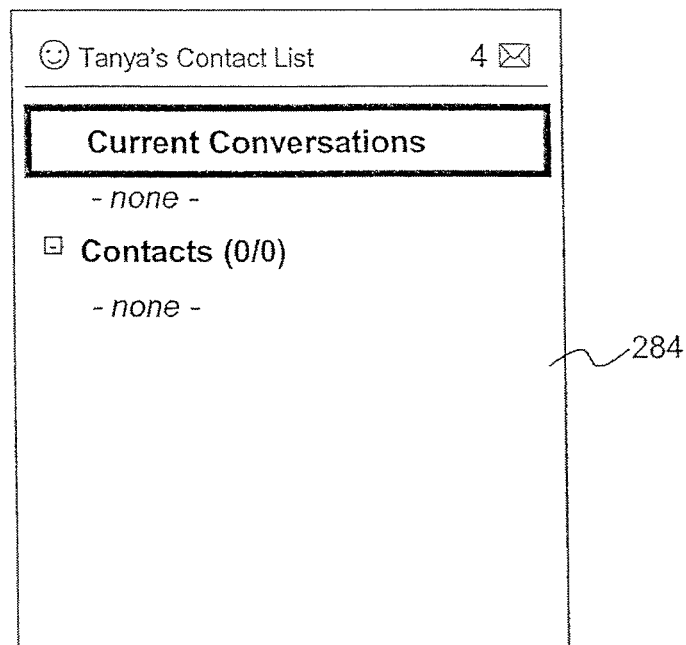 Tanya's Contact List 4
Current Conversations
- none -
Contacts (0/0)
- none -
284